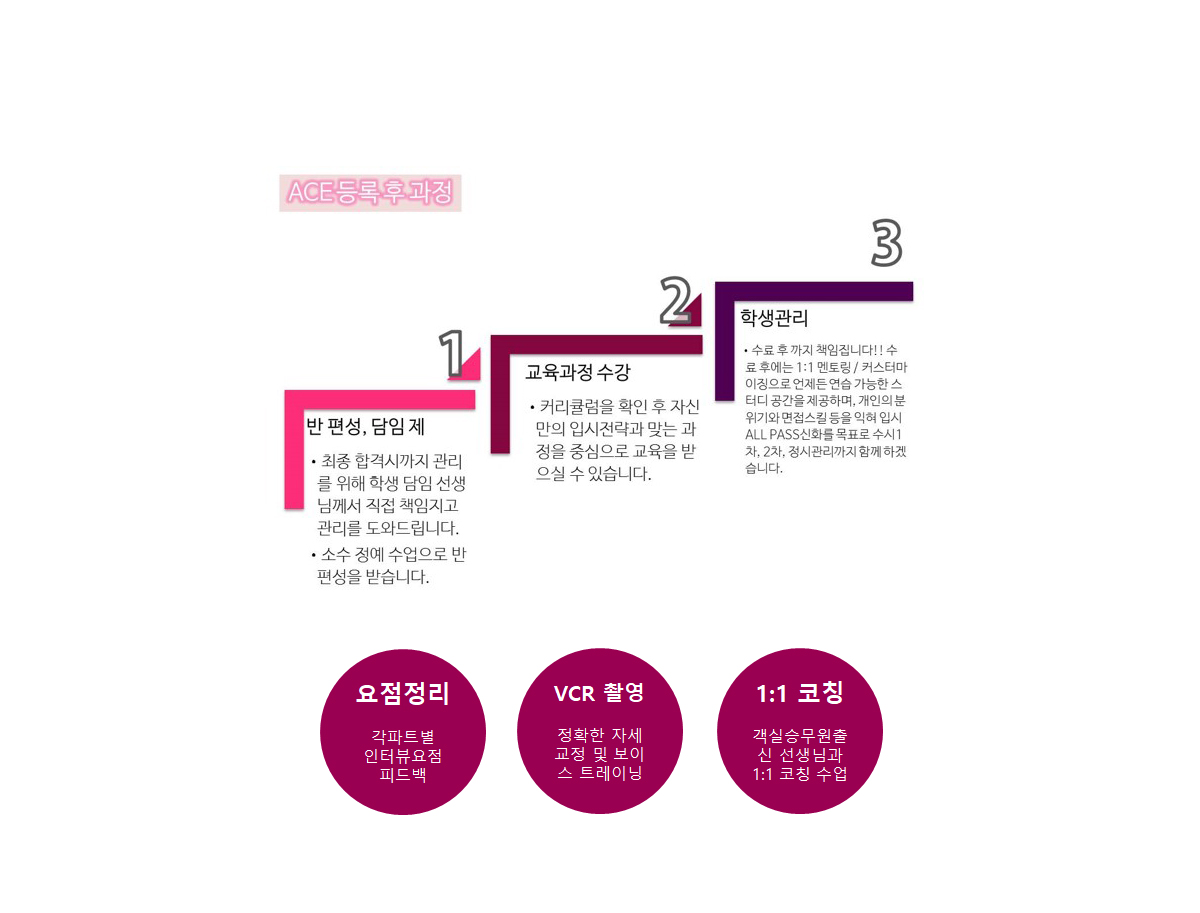 ACE 등록 후 과정
1
반 편성, 담임 제
• 최종 합격시까지 관리
를 위해 학생 담임 선생
님께서 직접 책임지고
관리를 도와드립니다.
• 소수 정예 수업으로 반
편성을 받습니다.
2
교육과정 수강
• 커리큘럼을 확인 후 자신
만의 입시전략과 맞는 과
정을 중심으로 교육을 받
으실 수 있습니다.
3
학생관리
• 수료 후 까지 책임집니다!! 수
료 후에는 1:1 멘토링 / 커스터마
이징으로 언제든 연습 가능한 스
터디 공간을 제공하며, 개인의 분
위기와 면접스킬 등을 익혀 입시
ALL PASS신화를 목표로 수시1
차, 2차, 정시관리까지 함께 하겠
습니다.
요점정리
각파트별
인터뷰요점
피드백
VCR 촬영
정확한 자세
교정 및 보이
스 트레이닝
1:1 코칭
객실승무원출
신 선생님과
1:1 코칭 수업